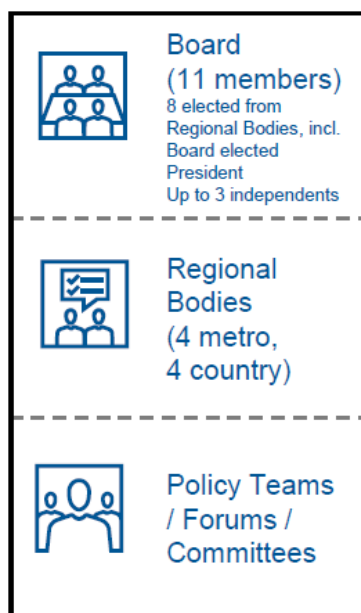 Board
(11 members)
8 elected from
Regional Bodies, incl.
Board elected
President
Up to 3 independents
Regional
Bodies
(4 metro,
4 country)
Policy Teams
/ Forums /
Committees